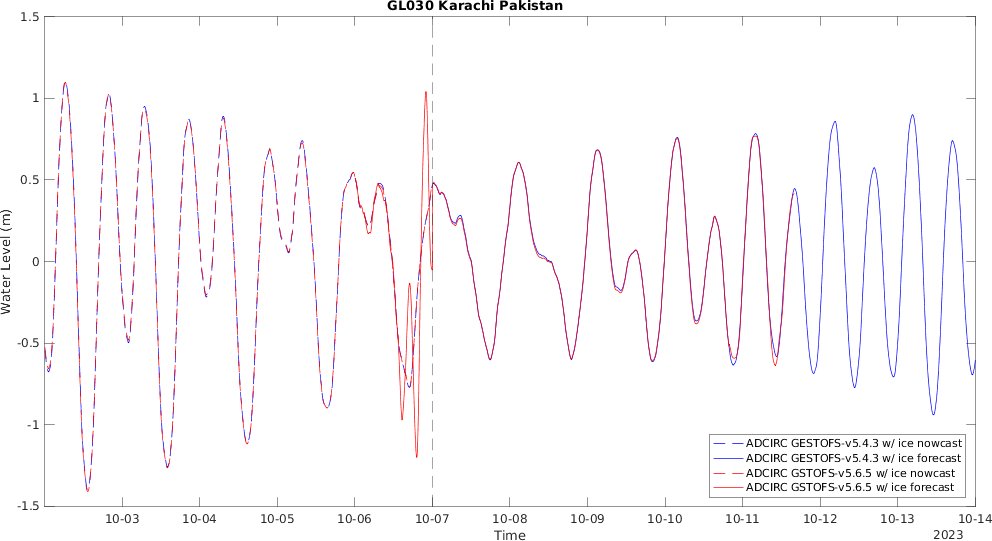 GL030 Karachi Pakistan
1.5
1
0.5
0
-0.5
-1
-1.5
Water Level (m)
ADCIRC GESTOFS-v5.4.3 w/ ice nowcast
ADCIRC GESTOFS-v5.4.3 w/ ice forecast
ADCIRC GSTOFS-v5.6.5 w/ ice nowcast
ADCIRC GSTOFS-v5.6.5 w/ ice forecast
10-03 10-04 10-05 10-06 10-07 10-08 10-09 10-10 10-11 10-12 10-13 10-14
Time
2023